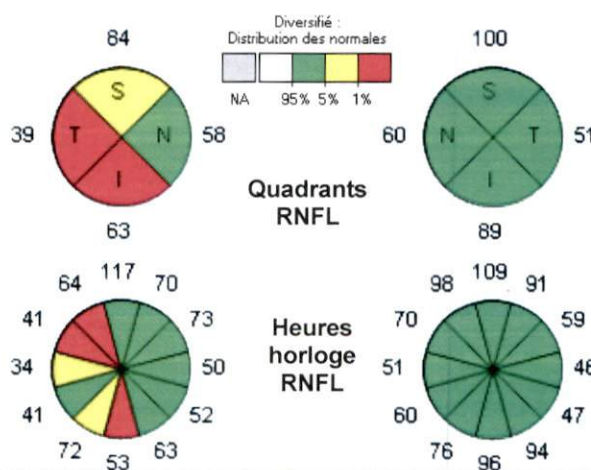 Diversifié :
Distribution des normales
NA 95% 5% 1%
84
S
39 T N 58
I
63
Quadrants
RNFL
100
S
60 N T 51
I
89
117
64 70
41 73
34 50
41 52
72 63
53
Heures
horloge
RNFL
109
98 91
70 59
51 46
60 47
76 94
96